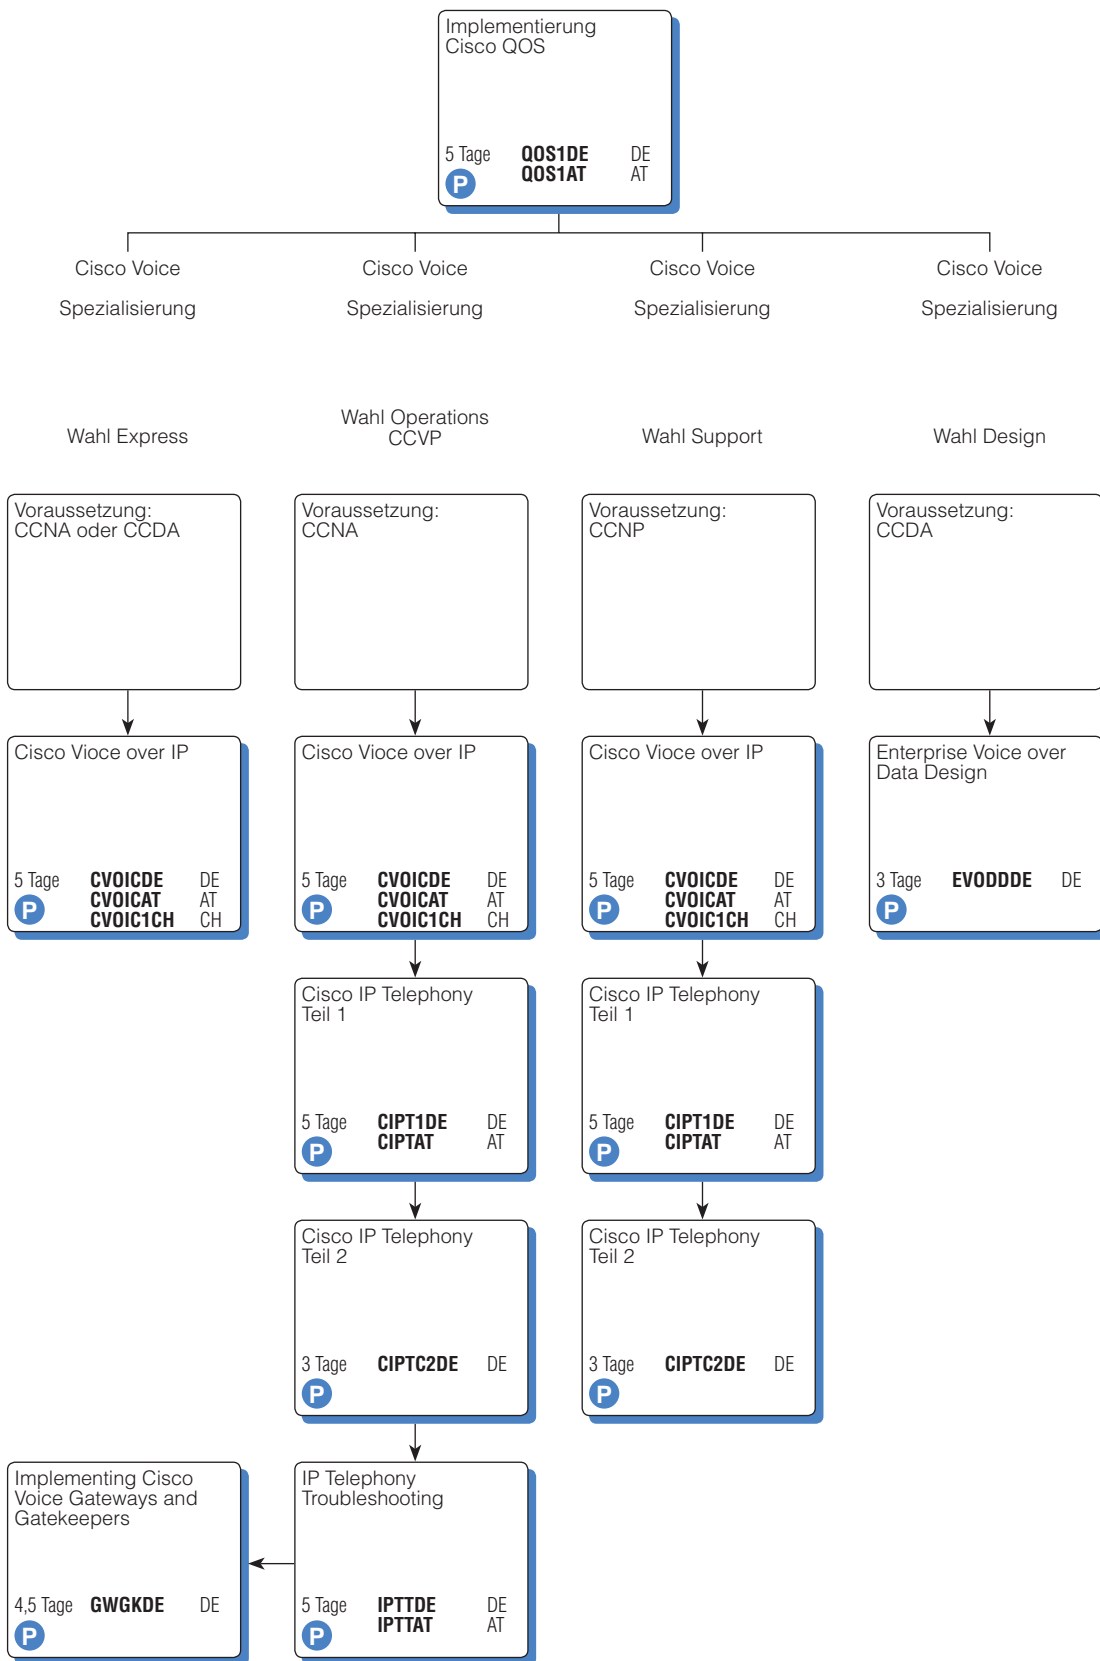 Implementierung
Cisco QOS
5 Tage QOS1DE DE
QOS1AT AT
P
Cisco Voice
Spezialisierung
Cisco Voice
Spezialisierung
Cisco Voice
Spezialisierung
Cisco Voice
Spezialisierung
Wahl Express
Wahl Operations
CCVP
Wahl Support
Wahl Design
Voraussetzung:
CCNA oder CCDA
Voraussetzung:
CCNA
Voraussetzung:
CCNP
Voraussetzung:
CCDA
Cisco Vioce over IP
5 Tage CVOICDE DE
CVOICAT AT
CVOIC1CH CH
P
Cisco Vioce over IP
5 Tage CVOICDE DE
CVOICAT AT
CVOIC1CH CH
P
Cisco Vioce over IP
5 Tage CVOICDE DE
CVOICAT AT
CVOIC1CH CH
P
Enterprise Voice over
Data Design
3 Tage EVODDDE DE
P
Cisco IP Telephony
Teil 1
5 Tage CIPT1DE DE
CIPTAT AT
P
Cisco IP Telephony
Teil 1
5 Tage CIPT1DE DE
CIPTAT AT
P
Cisco IP Telephony
Teil 2
3 Tage CIPTC2DE DE
P
Cisco IP Telephony
Teil 2
3 Tage CIPTC2DE DE
P
Implementing Cisco
Voice Gateways and
Gatekeepers
4,5 Tage GWGKDE DE
P
IP Telephony
Troubleshooting
5 Tage IPTTDE DE
IPTTAT AT
P